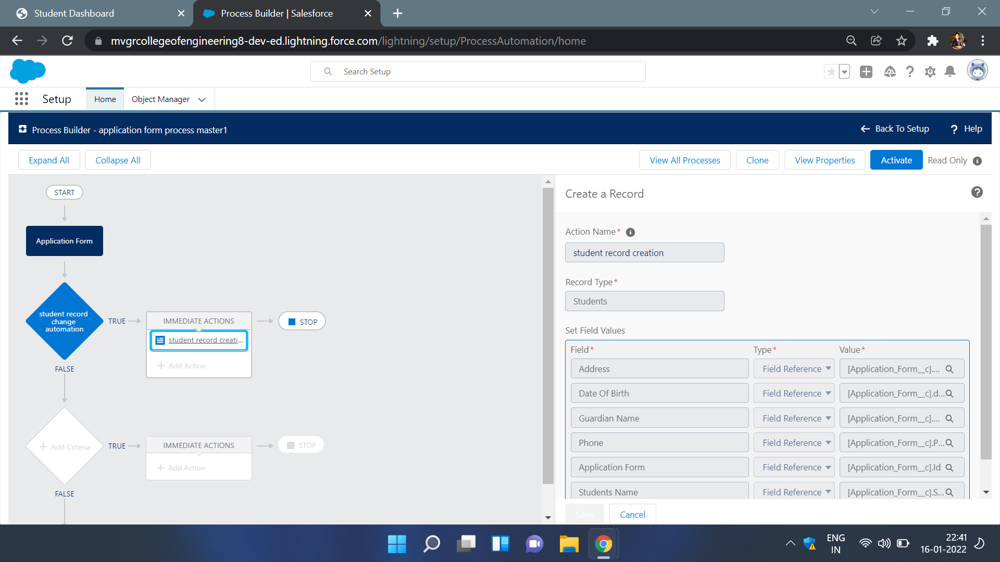 Student Dashboard
Process Builder | Salesforce
mvgrcollegeofengineering8-dev-ed.lightning.force.com/lightning/setup/ProcessAutomation/home
Search Setup
Setup
Home
Object Manager
Process Builder - application form process master1
Back To Setup
? Help
Expand All
Collapse All
View All Processes
Clone
View Properties
Activate
Read Only
START
Application Form
student record
change
automation
TRUE
IMMEDIATE ACTIONS
student record creati...
+ Add Action
STOP
FALSE
+ Add Criteria
TRUE
IMMEDIATE ACTIONS
+ Add Action
STOP
FALSE
Create a Record
Action Name*
student record creation
Record Type*
Students
Set Field Values
Field* Type* Value*
Address Field Reference [Application_Form__c]....
Date Of Birth Field Reference [Application_Form__c].d...
Guardian Name Field Reference [Application_Form__c]....
Phone Field Reference [Application_Form__c].P...
Application Form Field Reference [Application_Form__c].Id
Students Name Field Reference [Application_Form__c].S...
Save
Cancel
ENG
IN
22:41
16-01-2022